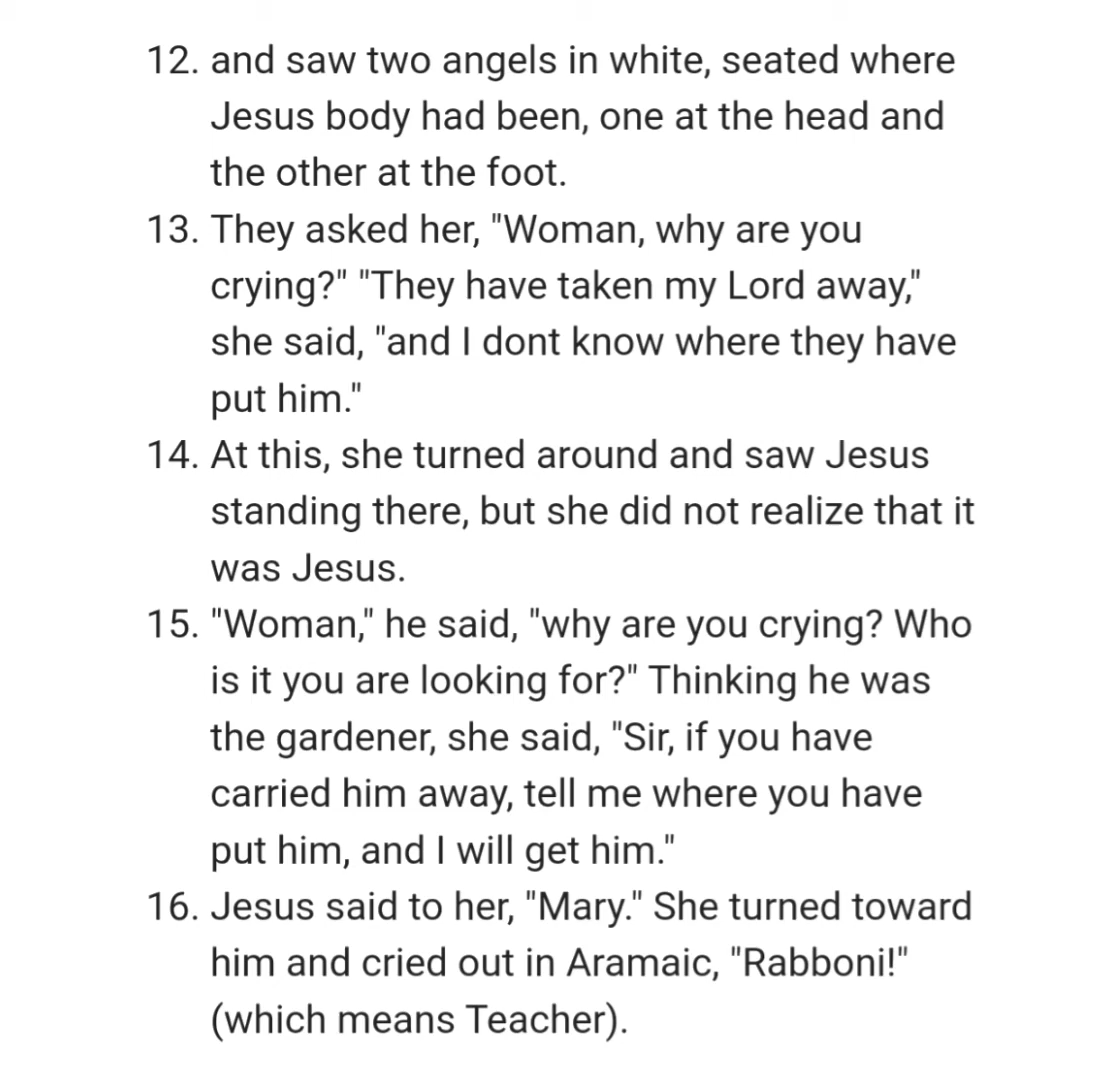 12. and saw two angels in white, seated where
Jesus body had been, one at the head and
the other at the foot.
13. They asked her, "Woman, why are you
crying?" "They have taken my Lord away,"
she said, "and I dont know where they have
put him."
14. At this, she turned around and saw Jesus
standing there, but she did not realize that it
was Jesus.
15. "Woman," he said, "why are you crying? Who
is it you are looking for?" Thinking he was
the gardener, she said, "Sir, if you have
carried him away, tell me where you have
put him, and I will get him."
16. Jesus said to her, "Mary." She turned toward
him and cried out in Aramaic, "Rabboni!"
(which means Teacher).